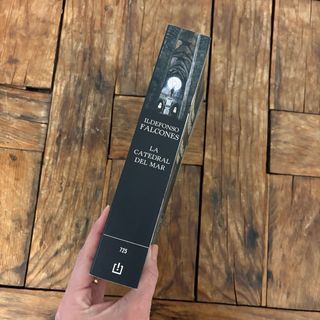 ILDEFONSO
FALCONES
LA
CATEDRAL
DEL MAR
725